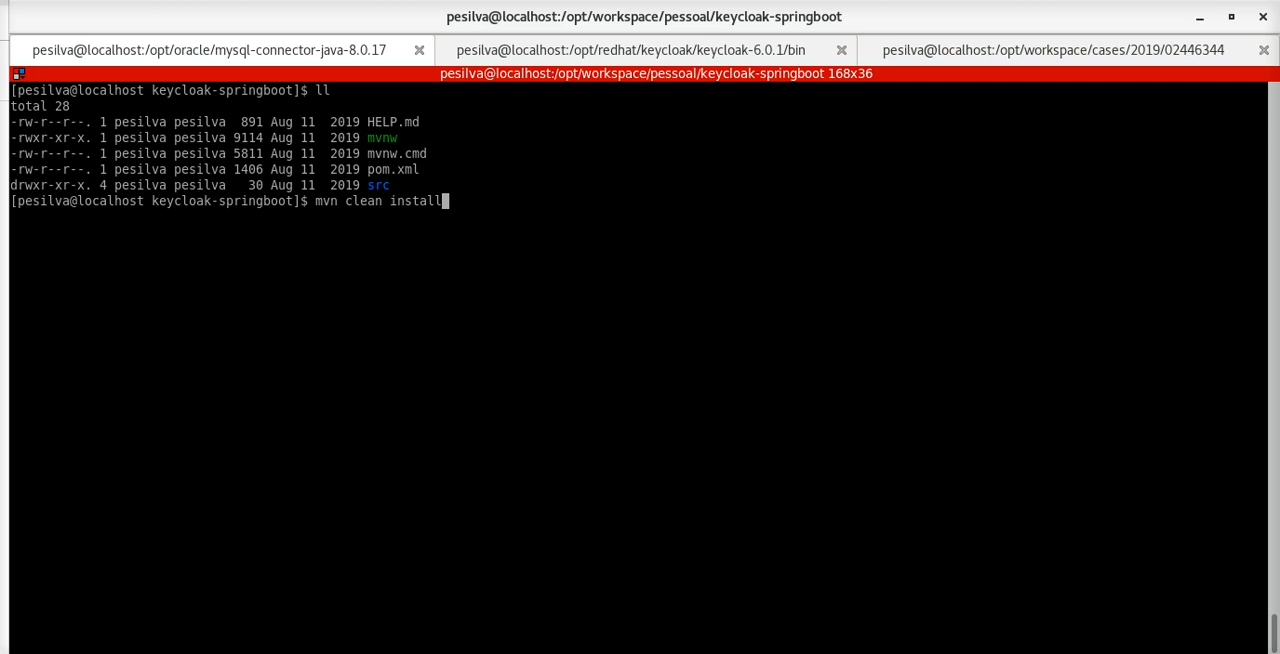 pesilva@localhost:/opt/workspace/pessoal/keycloak-springboot
pesilva@localhost:/opt/oracle/mysql-connector-java-8.0.17 pesilva@localhost:/opt/redhat/keycloak/keycloak-6.0.1/bin pesilva@localhost:/opt/workspace/cases/2019/02446344
pesilva@localhost:/opt/workspace/pessoal/keycloak-springboot 168x36
[pesilva@localhost keycloak-springboot]$ ll
total 28
-rw-r--r--. 1 pesilva pesilva  891 Aug 11  2019 HELP.md
-rwxr-xr-x. 1 pesilva pesilva 9114 Aug 11  2019 mvnw
-rw-r--r--. 1 pesilva pesilva 5811 Aug 11  2019 mvnw.cmd
-rw-r--r--. 1 pesilva pesilva 1406 Aug 11  2019 pom.xml
drwxr-xr-x. 4 pesilva pesilva   30 Aug 11  2019 src
[pesilva@localhost keycloak-springboot]$ mvn clean install